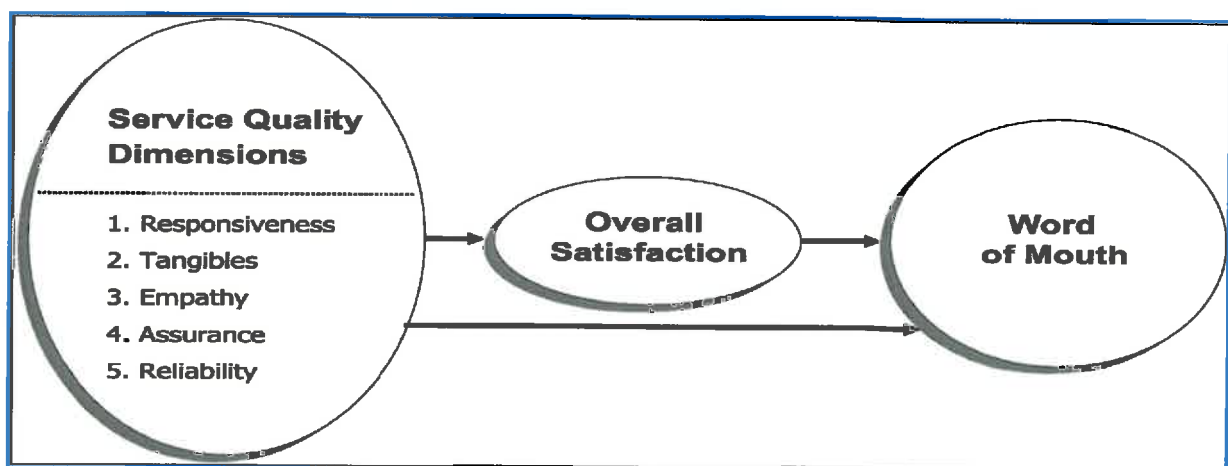 Service Quality
Dimensions
1. Responsiveness
2. Tangibles
3. Empathy
4. Assurance
5. Reliability
Overall
Satisfaction
Word
of Mouth